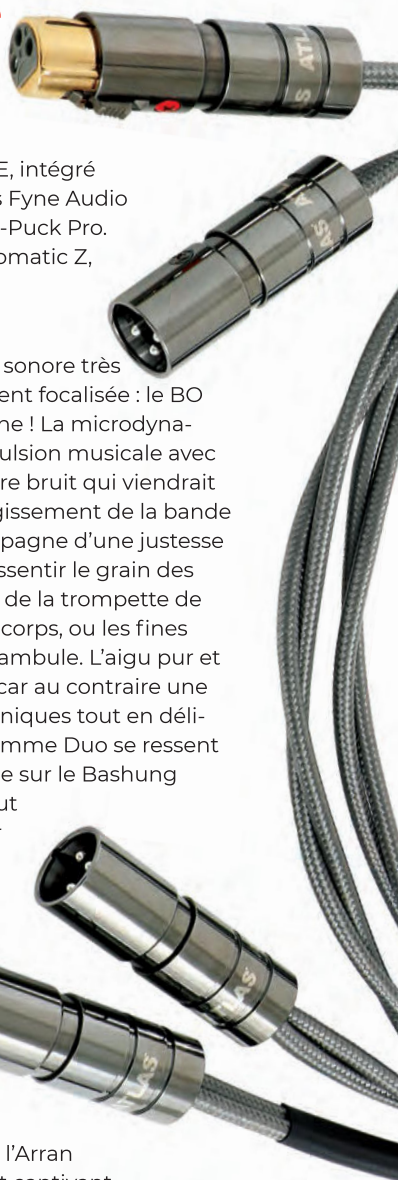 ATLAS
E, intégré
s Fyne Audio
-Puck Pro.
omatic Z,
ATLAS
sonore très
ent focalisée : le BO
ne ! La microdyna-
ulsion musicale avec
re bruit qui viendrait
gissement de la bande
pagne d’une justesse
ssentir le grain des
de la trompette de
corps, ou les fines
ambule. L’aigu pur et
car au contraire une
niques tout en déli-
mme Duo se ressent
e sur le Bashung
ut
ATLAS
ATLAS
l’Arran
t captivant